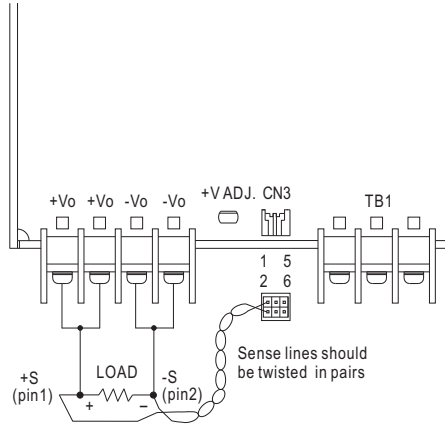 +Vo +Vo -Vo -Vo +V ADJ. CN3 TB1
1 5
2 6
Sense lines should
be twisted in pairs
+S
(pin1)
LOAD
-S
(pin2)
+ −